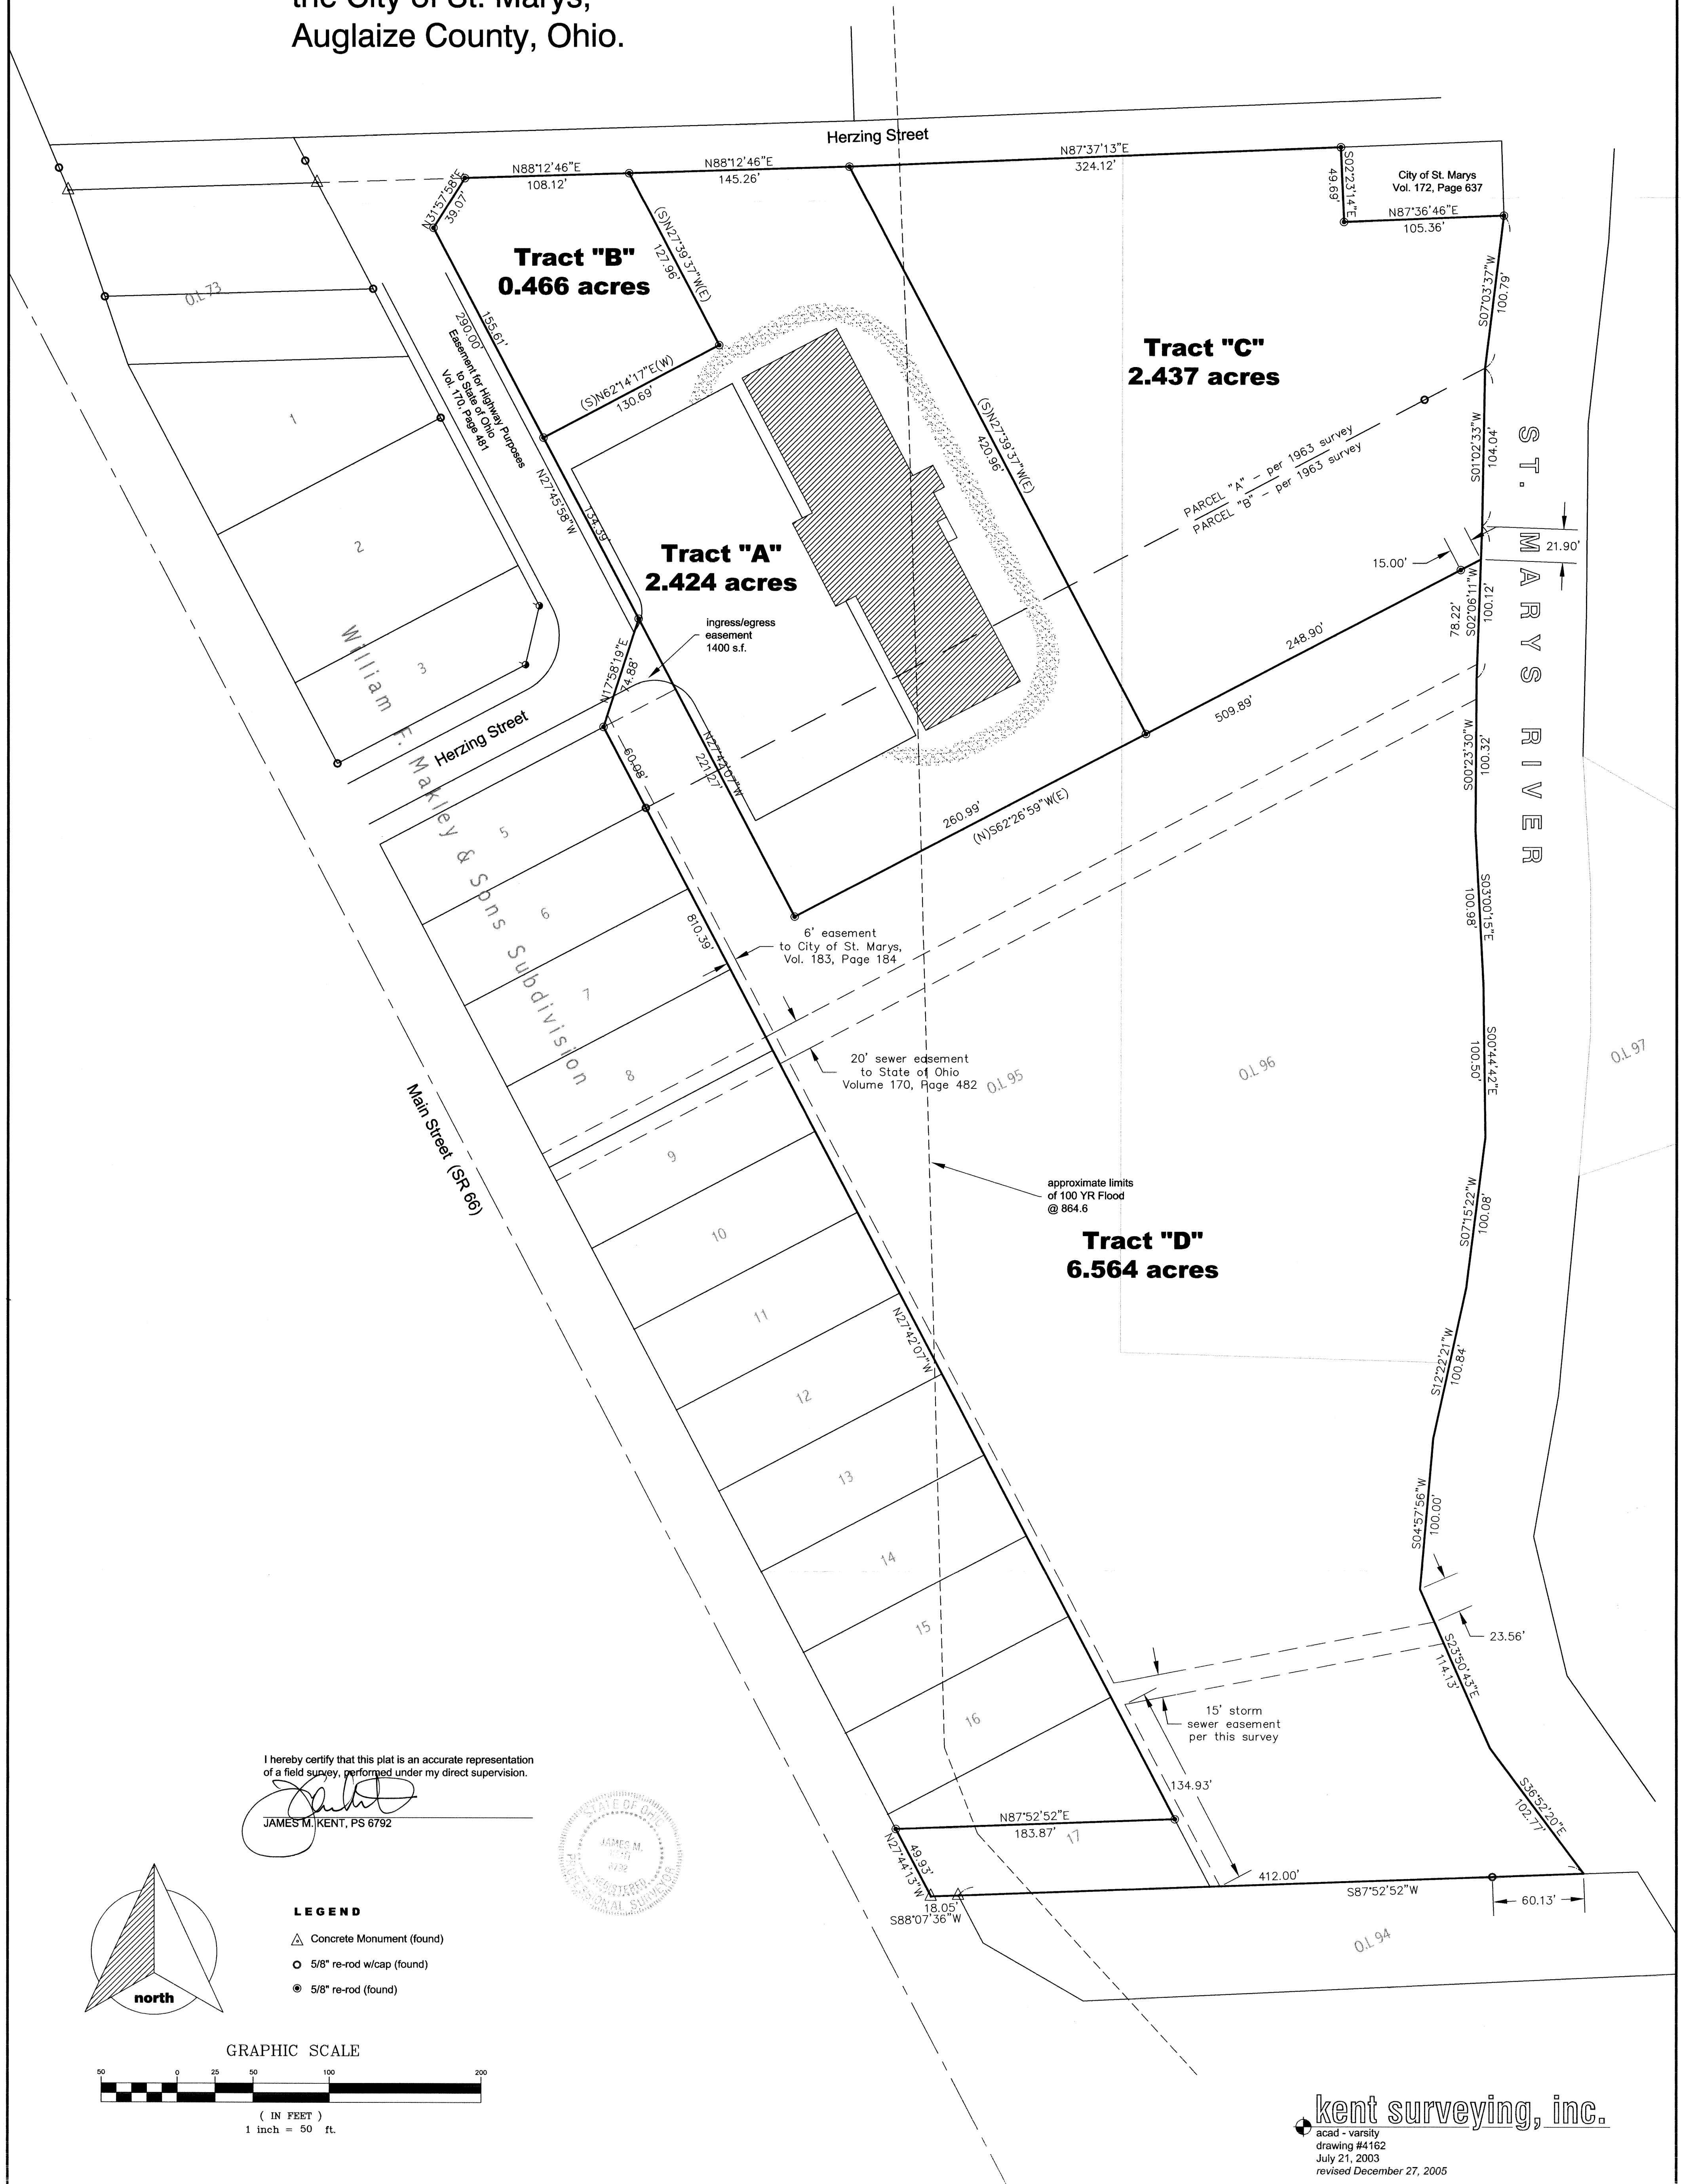 the City of St. Marys,
Auglaize County, Ohio.
Herzing Street
N88°12'46"E
108.12'
N88°12'46"E
145.26'
N87°37'13"E
324.12'
S02°23'14"E
49.69'
City of St. Marys
Vol. 172, Page 637
N87°36'46"E
105.36'
N31°57'58"E
39.07'
Tract "B"
0.466 acres
(S)N27°39'37"W(E)
127.96'
S07°03'37"W
100.79'
O.L 73
155.61'
290.00'
Easement for Highway Purposes
to State of Ohio
Vol. 170, Page 481
(S)N62°14'17"E(W)
130.69'
Tract "C"
2.437 acres
(S)N27°39'37"W(E)
420.96'
PARCEL "A" – per 1963 survey
PARCEL "B" – per 1963 survey
S01°02'33"W
104.04'
ST. MARYS RIVER
1
2
3
N27°45'58"W
134.39'
Tract "A"
2.424 acres
21.90'
15.00'
78.22'
S02°06'11"W
100.12'
ingress/egress
easement
1400 s.f.
248.90'
509.89'
William F. Makley & Sons Subdivision
N17°58'19"E
74.88'
Herzing Street
60.08'
N27°42'07"W
221.27'
S00°23'30"W
100.32'
260.99'
(N)S62°26'59"W(E)
5
6
7
8
810.39'
S03°00'15"E
100.98'
6' easement
to City of St. Marys,
Vol. 183, Page 184
20' sewer easement
to State of Ohio
Volume 170, Page 482
O.L 95
O.L 96
O.L 97
S00°44'42"E
100.50'
Main Street (SR 66)
9
10
11
12
13
14
15
16
17
approximate limits
of 100 YR Flood
@ 864.6
Tract "D"
6.564 acres
S07°15'22"W
100.08'
N27°42'07"W
S12°22'21"W
100.84'
S04°57'56"W
100.00'
23.56'
S23°50'43"E
114.13'
15' storm
sewer easement
per this survey
134.93'
S36°52'20"E
102.77'
N87°52'52"E
183.87'
49.93'
N27°44'13"W
412.00'
S87°52'52"W
60.13'
18.05'
S88°07'36"W
O.L 94
I hereby certify that this plat is an accurate representation
of a field survey, performed under my direct supervision.
JAMES M. KENT, PS 6792
STATE OF OHIO
JAMES M.
REGISTERED
PROFESSIONAL SURVEYOR
LEGEND
Concrete Monument (found)
5/8" re-rod w/cap (found)
5/8" re-rod (found)
north
GRAPHIC SCALE
50 0 25 50 100 200
( IN FEET )
1 inch = 50 ft.
kent surveying, inc.
acad - varsity
drawing #4162
July 21, 2003
revised December 27, 2005